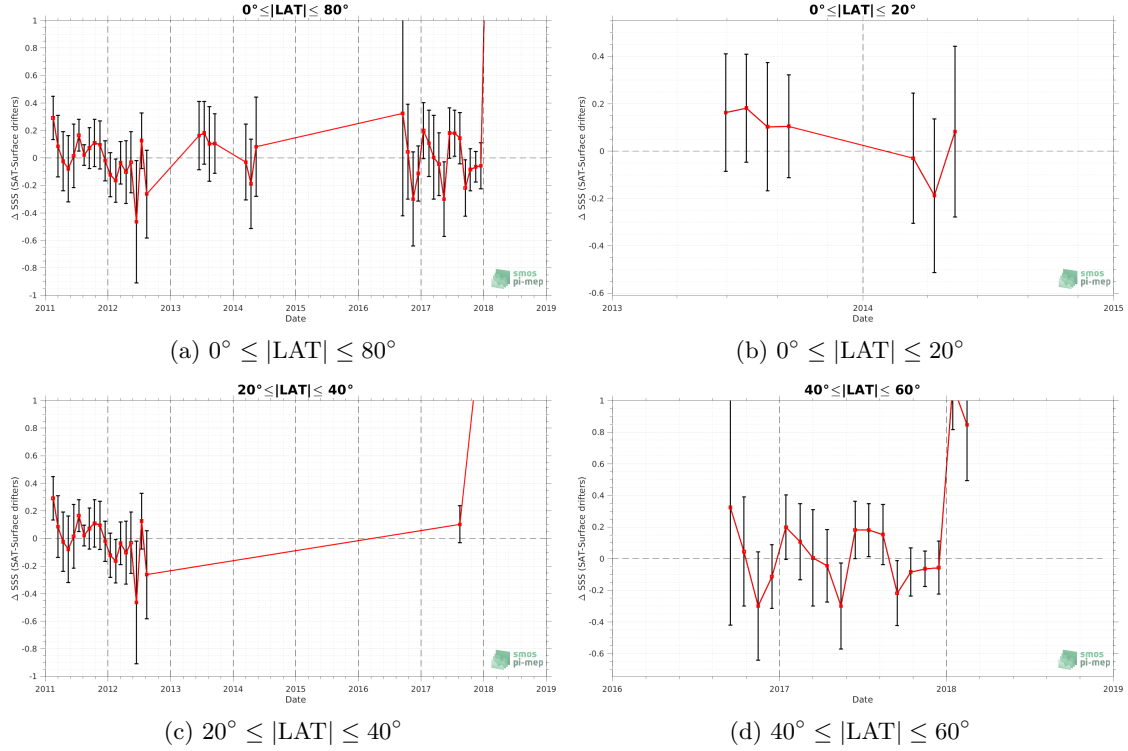 0°≤|LAT|≤ 80°
Δ SSS (SAT-Surface drifters)
1
0.8
0.6
0.4
0.2
0
-0.2
-0.4
-0.6
-0.8
-1
2011 2012 2013 2014 2015 2016 2017 2018 2019
Date
smos
pi-mep
(a) 0° ≤ |LAT| ≤ 80°
0°≤|LAT|≤ 20°
Δ SSS (SAT-Surface drifters)
0.4
0.2
0
-0.2
-0.4
-0.6
2013 2014 2015
Date
smos
pi-mep
(b) 0° ≤ |LAT| ≤ 20°
20°≤|LAT|≤ 40°
Δ SSS (SAT-Surface drifters)
1
0.8
0.6
0.4
0.2
0
-0.2
-0.4
-0.6
-0.8
-1
2011 2012 2013 2014 2015 2016 2017 2018 2019
Date
smos
pi-mep
(c) 20° ≤ |LAT| ≤ 40°
40°≤|LAT|≤ 60°
Δ SSS (SAT-Surface drifters)
1
0.8
0.6
0.4
0.2
0
-0.2
-0.4
-0.6
2016 2017 2018 2019
Date
smos
pi-mep
(d) 40° ≤ |LAT| ≤ 60°